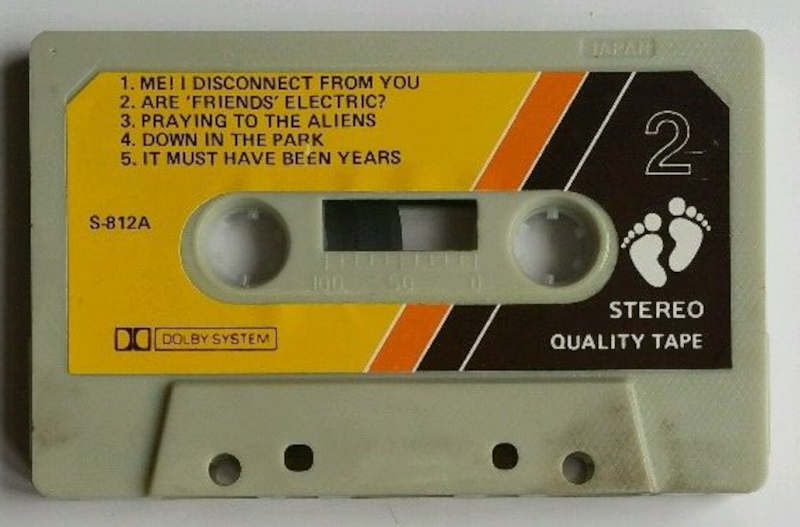 JAPAN
1. ME! I DISCONNECT FROM YOU
2. ARE 'FRIENDS' ELECTRIC?
3. PRAYING TO THE ALIENS
4. DOWN IN THE PARK
5. IT MUST HAVE BEEN YEARS
2
S-812A
100 50 0
STEREO
DOLBY SYSTEM
QUALITY TAPE